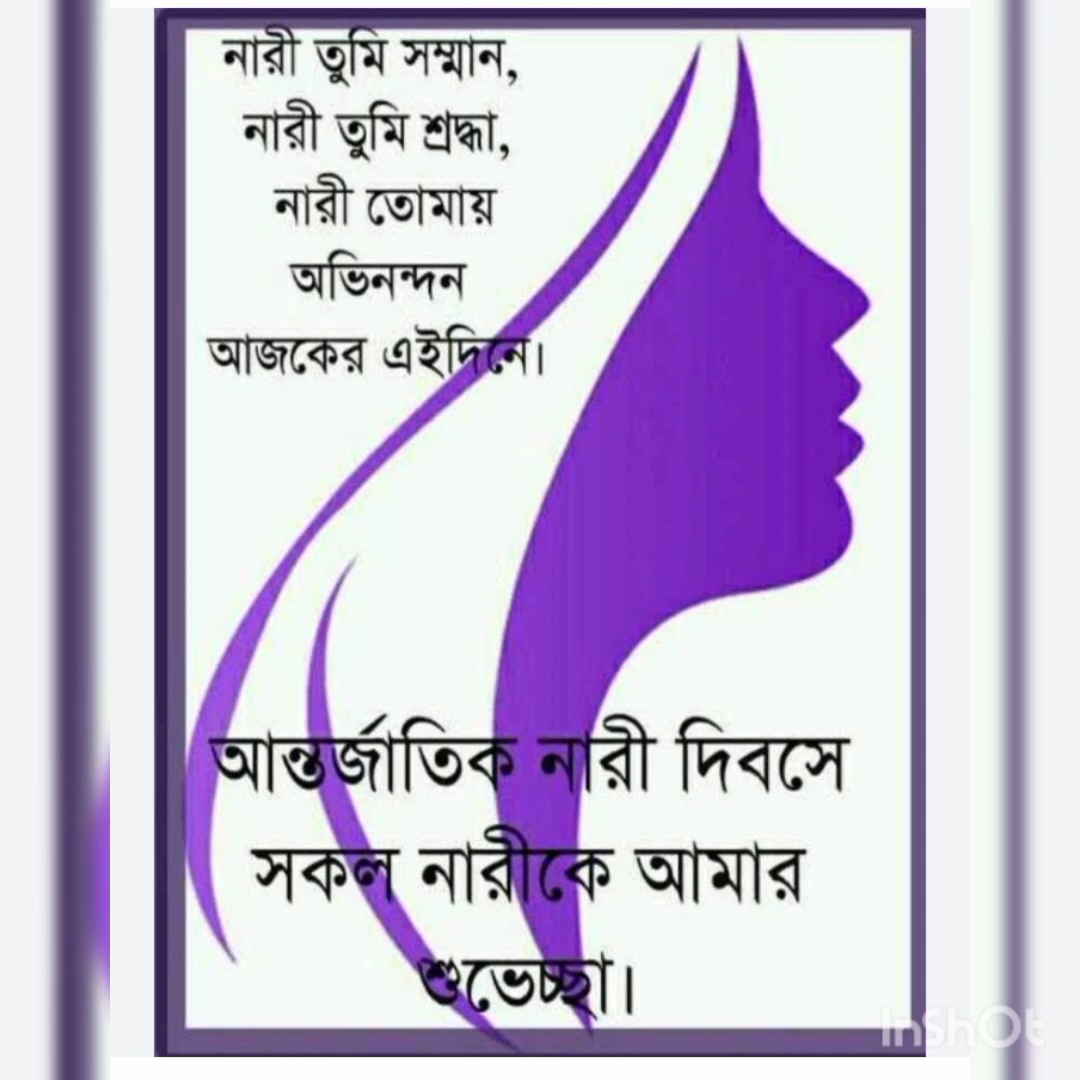 নারী তুমি সম্মান,
নারী তুমি শ্রদ্ধা,
নারী তোমায়
অভিনন্দন
আজকের এইদিনে।
আন্তর্জাতিক নারী দিবসে
সকল নারীকে আমার
শুভেচ্ছা।
InShOt